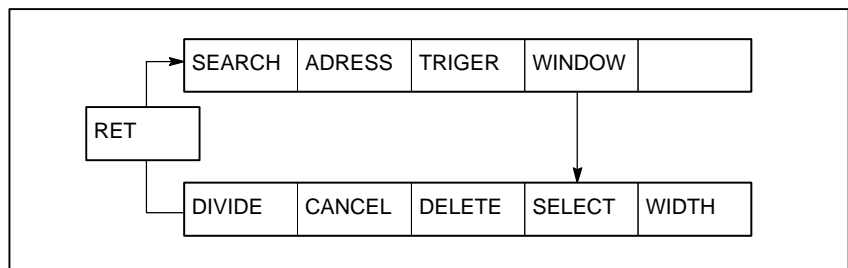 SEARCH ADRESS TRIGER WINDOW
RET
DIVIDE CANCEL DELETE SELECT WIDTH